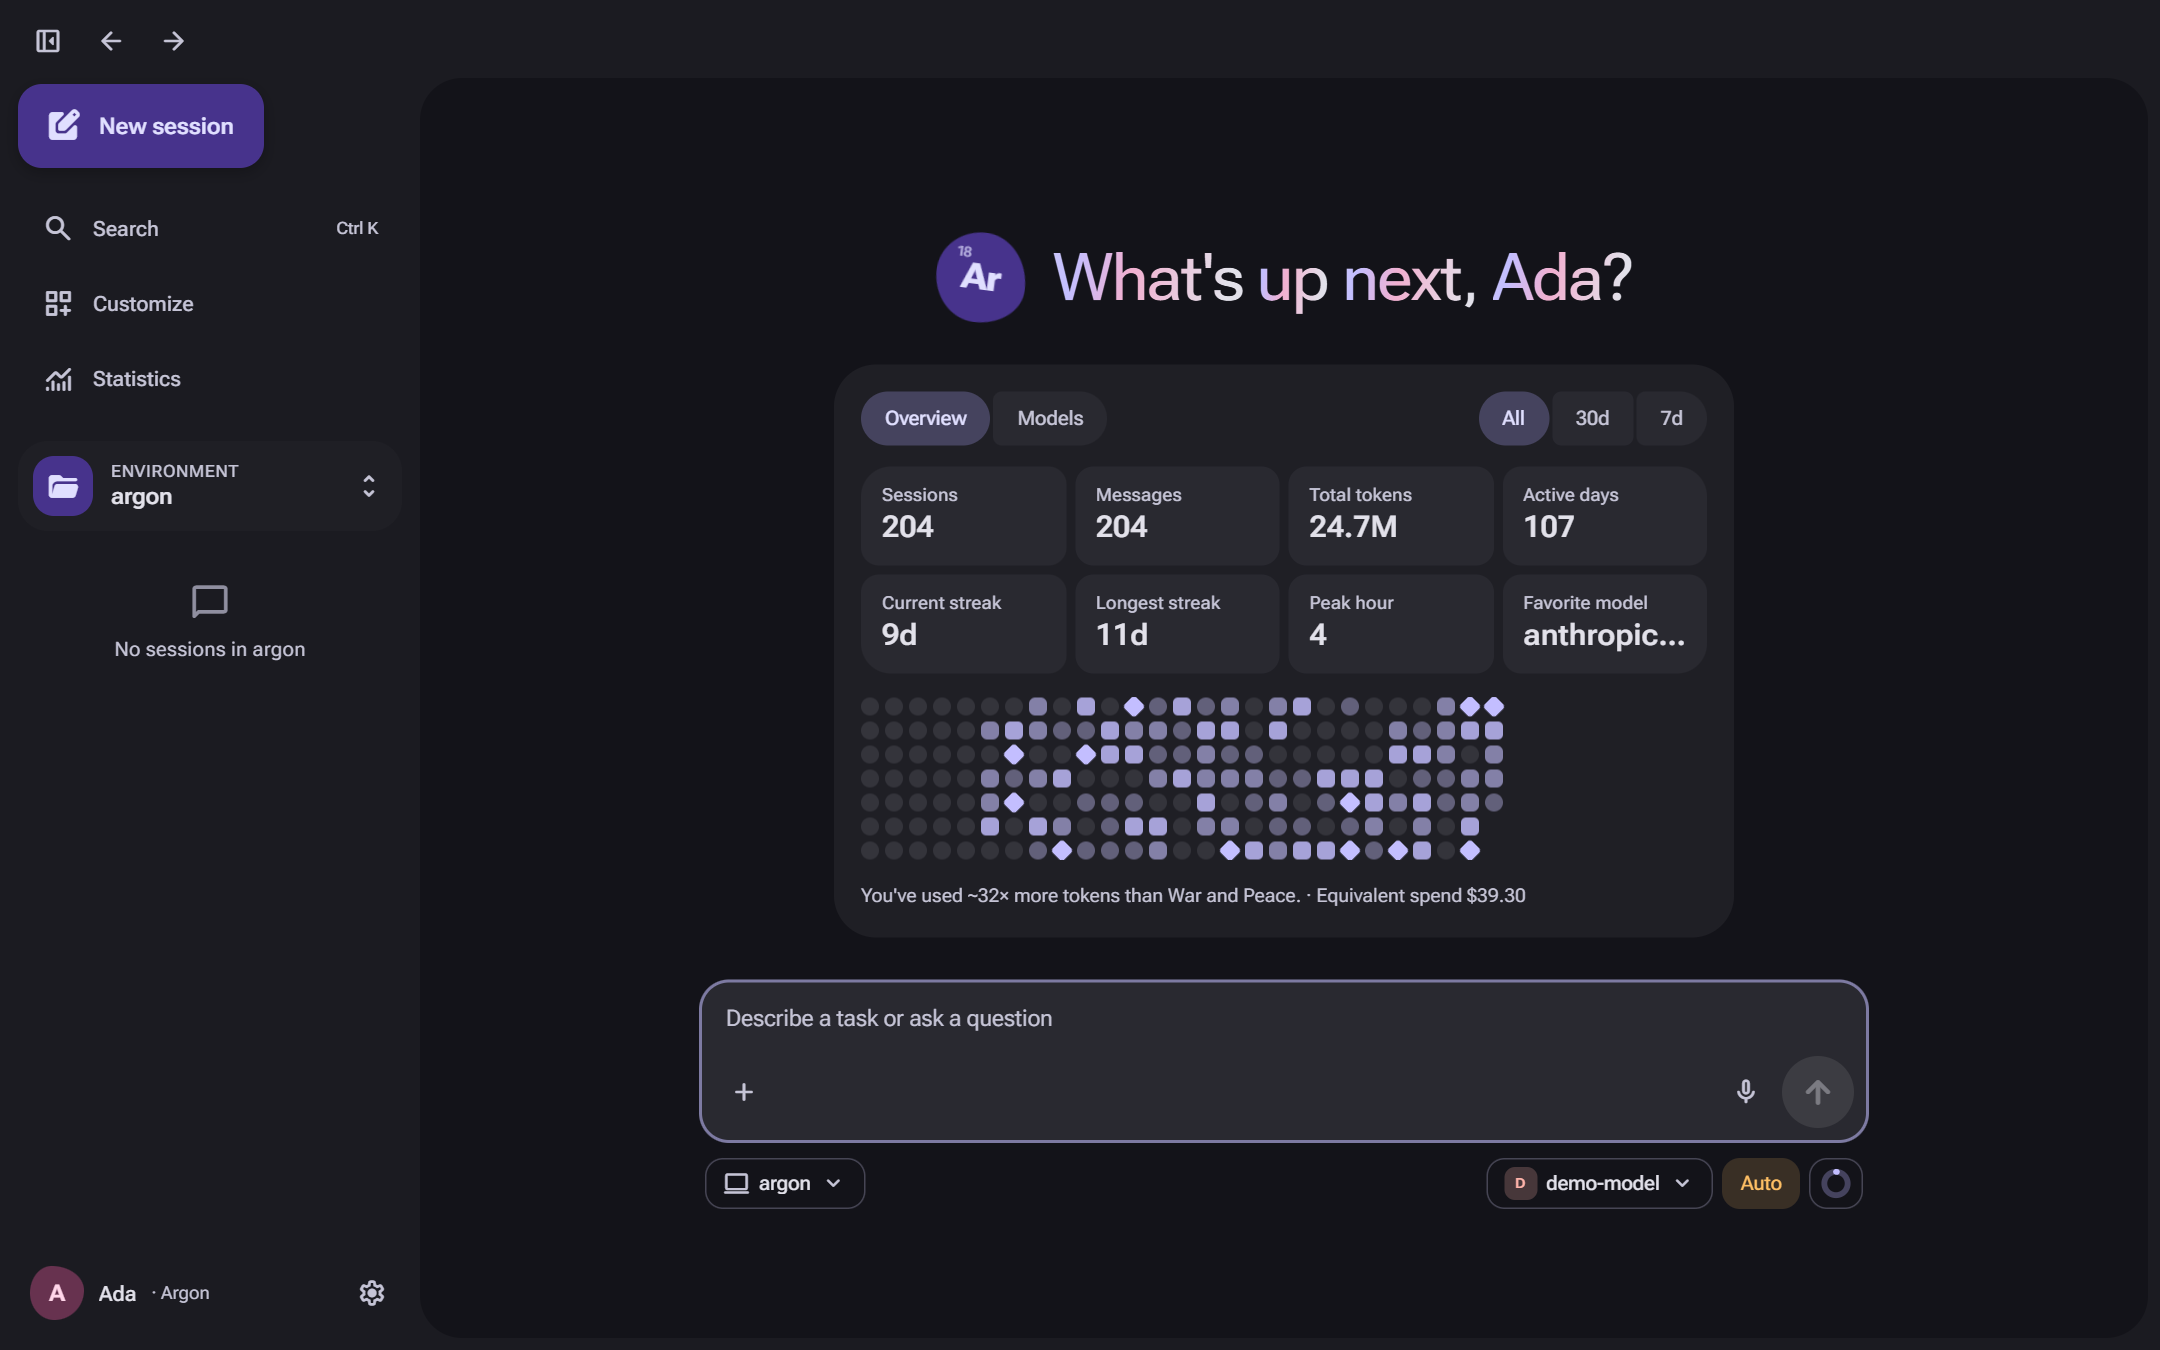 New session
Search Ctrl K
Customize
Statistics
ENVIRONMENT
argon
No sessions in argon
A Ada · Argon
18
Ar
What's up next, Ada?
Overview Models All 30d 7d
Sessions Messages Total tokens Active days
204 204 24.7M 107
Current streak Longest streak Peak hour Favorite model
9d 11d 4 anthropic...
You've used ~32× more tokens than War and Peace. · Equivalent spend $39.30
Describe a task or ask a question
argon D demo-model Auto